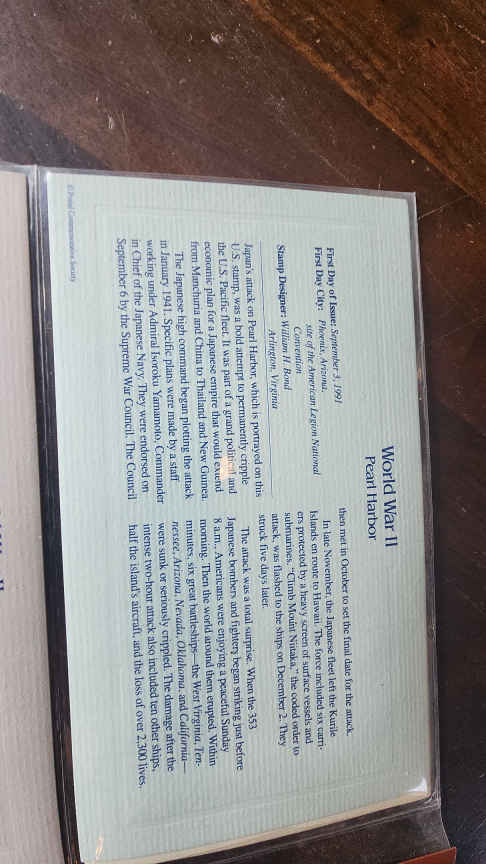 World War II
Pearl Harbor
First Day of Issue: September 3, 1991
First Day City: Phoenix, Arizona,
site of the American Legion National
Convention
Stamp Designer: William H. Bond
Arlington, Virginia
Japan's attack on Pearl Harbor, which is portrayed on this
U.S. stamp, was a bold attempt to permanently cripple
the U.S. Pacific fleet. It was part of a grand political and
economic plan for a Japanese empire that would extend
from Manchuria and China to Thailand and New Guinea.
The Japanese high command began plotting the attack
in January 1941. Specific plans were made by a staff
working under Admiral Isoroku Yamamoto, Commander
in Chief of the Japanese Navy. They were endorsed on
September 6 by the Supreme War Council. The Council
then met in October to set the final date for the attack.
In late November, the Japanese fleet left the Kurile
Islands en route to Hawaii. The force included six carri-
ers protected by a heavy screen of surface vessels and
submarines. "Climb Mount Niitaka," the coded order to
attack, was flashed to the ships on December 2. They
struck five days later.
The attack was a total surprise. When the 353
Japanese bombers and fighters began striking just before
8 a.m., Americans were enjoying a peaceful Sunday
morning. Then the world around them erupted. Within
minutes, six great battleships—the West Virginia, Ten-
nessee, Arizona, Nevada, Oklahoma, and California—
were sunk or seriously crippled. The damage after the
intense two-hour attack also included ten other ships,
half the island's aircraft, and the loss of over 2,300 lives.
© Postal Commemorative Society